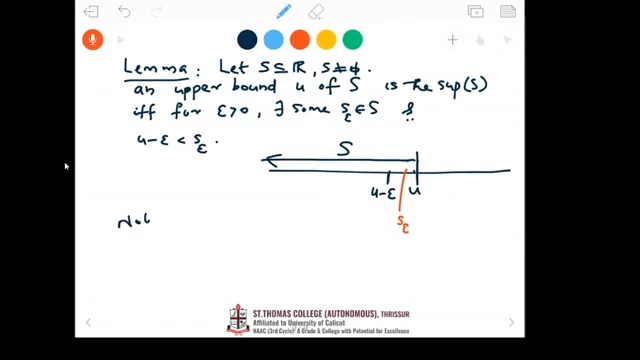 Lemma : Let S ⊆ ℝ, S ≠ ϕ.
an upper bound u of S is the sup(S)
iff for ε>0, ∃ some s_ε ∈ S
u-ε < s_ε .
S
u-ε u
s_ε
Not
ST.THOMAS COLLEGE (AUTONOMOUS), THRISSUR
Affiliated to University of Calicut
NAAC (3rd Cycle) 'A' Grade & College with Potential for Excellence